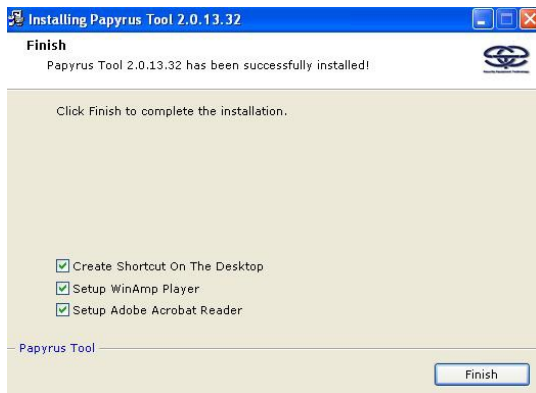 Installing Papyrus Tool 2.0.13.32
Finish
Papyrus Tool 2.0.13.32 has been successfully installed!
Click Finish to complete the installation.
Create Shortcut On The Desktop
Setup WinAmp Player
Setup Adobe Acrobat Reader
Papyrus Tool
Finish